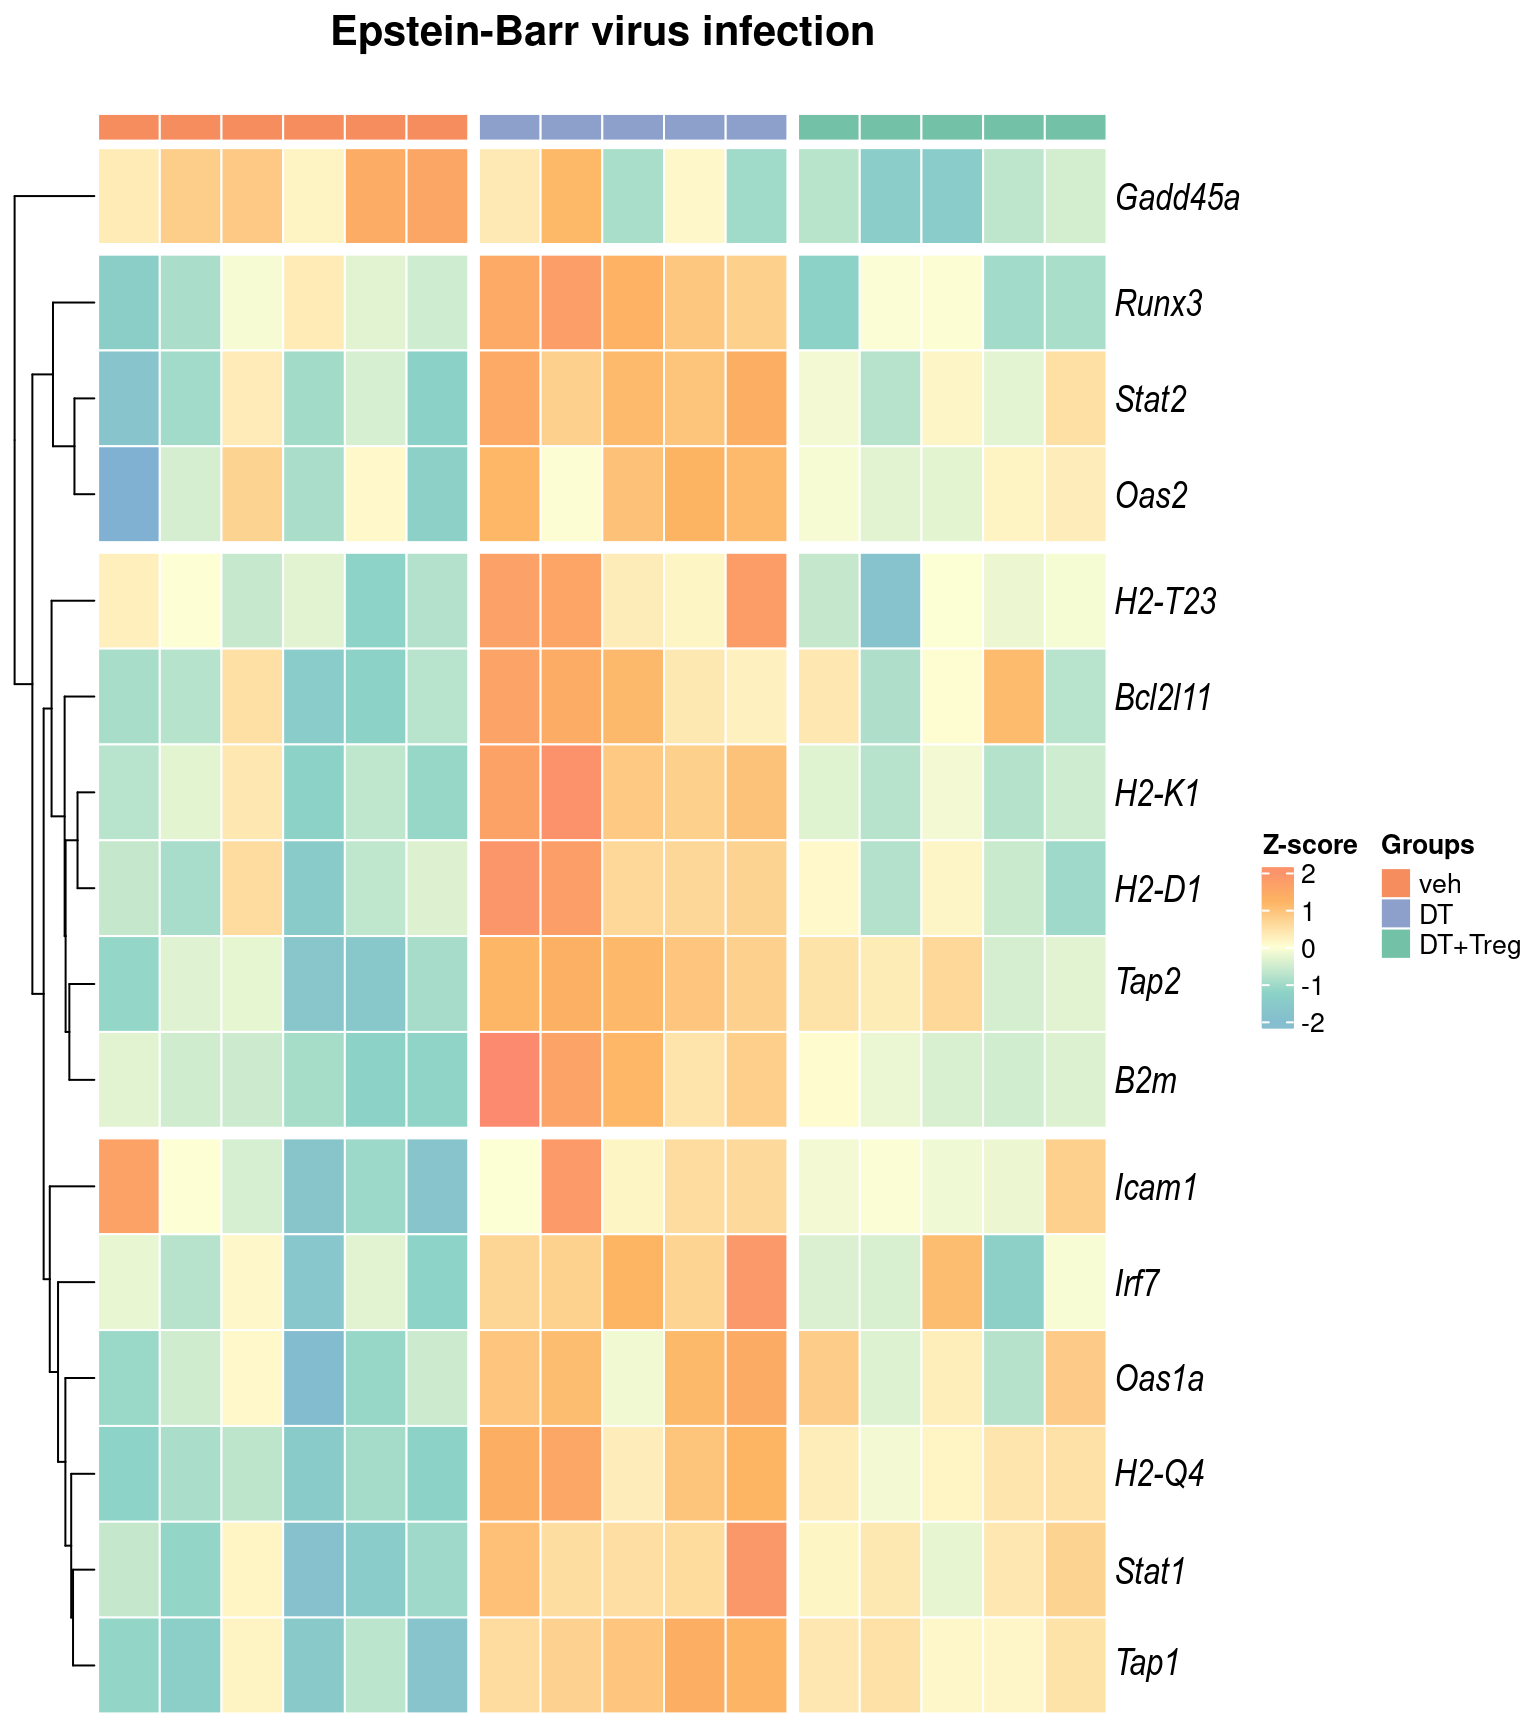 Epstein-Barr virus infection
Gadd45a
Runx3
Stat2
Oas2
H2-T23
Bcl2l11
H2-K1
H2-D1
Tap2
B2m
Icam1
Irf7
Oas1a
H2-Q4
Stat1
Tap1
Z-score
2
1
0
-1
-2
Groups
veh
DT
DT+Treg